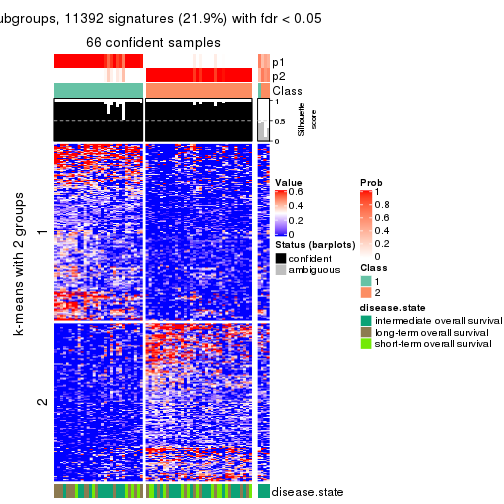 ubgroups, 11392 signatures (21.9%) with fdr < 0.05
66 confident samples
p1
p2
Class
1
0.5
0
Silhouette
score
k-means with 2 groups
1
2
Value
0.6
0.4
0.2
0
Status (barplots)
confident
ambiguous
Prob
1
0.8
0.6
0.4
0.2
0
Class
1
2
disease.state
intermediate overall survival
long-term overall survival
short-term overall survival
disease.state